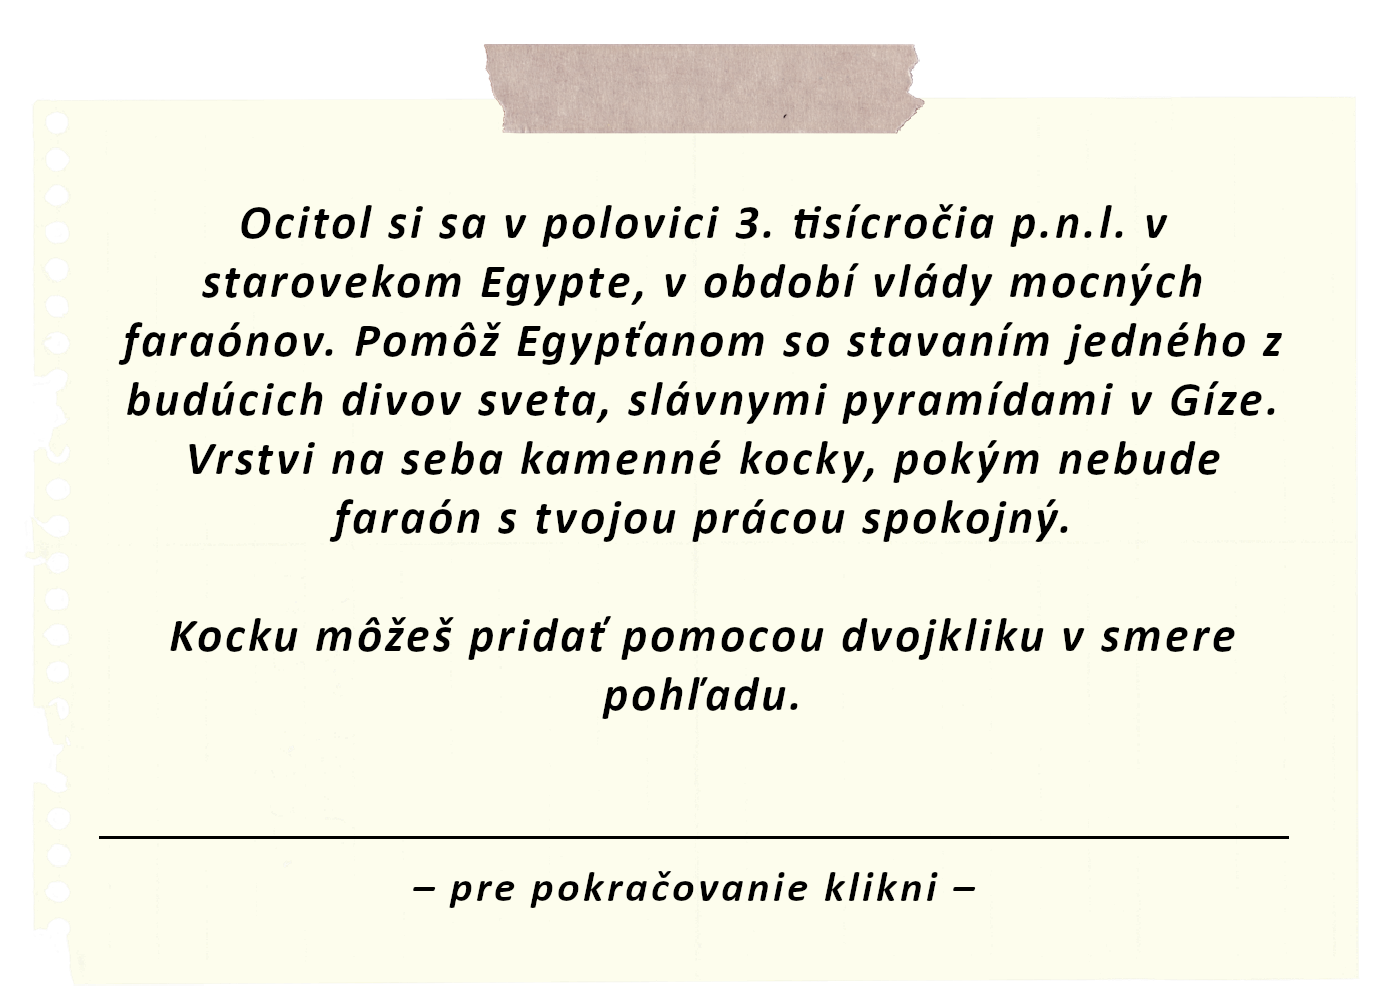 Ocitol si sa v polovici 3. tisícročia p.n.l. v
starovekom Egypte, v období vlády mocných
faraónov. Pomôž Egypťanom so stavaním jedného z
budúcich divov sveta, slávnymi pyramídami v Gíze.
Vrstvi na seba kamenné kocky, pokým nebude
faraón s tvojou prácou spokojný.
Kocku môžeš pridať pomocou dvojkliku v smere
pohľadu.
– pre pokračovanie klikni –